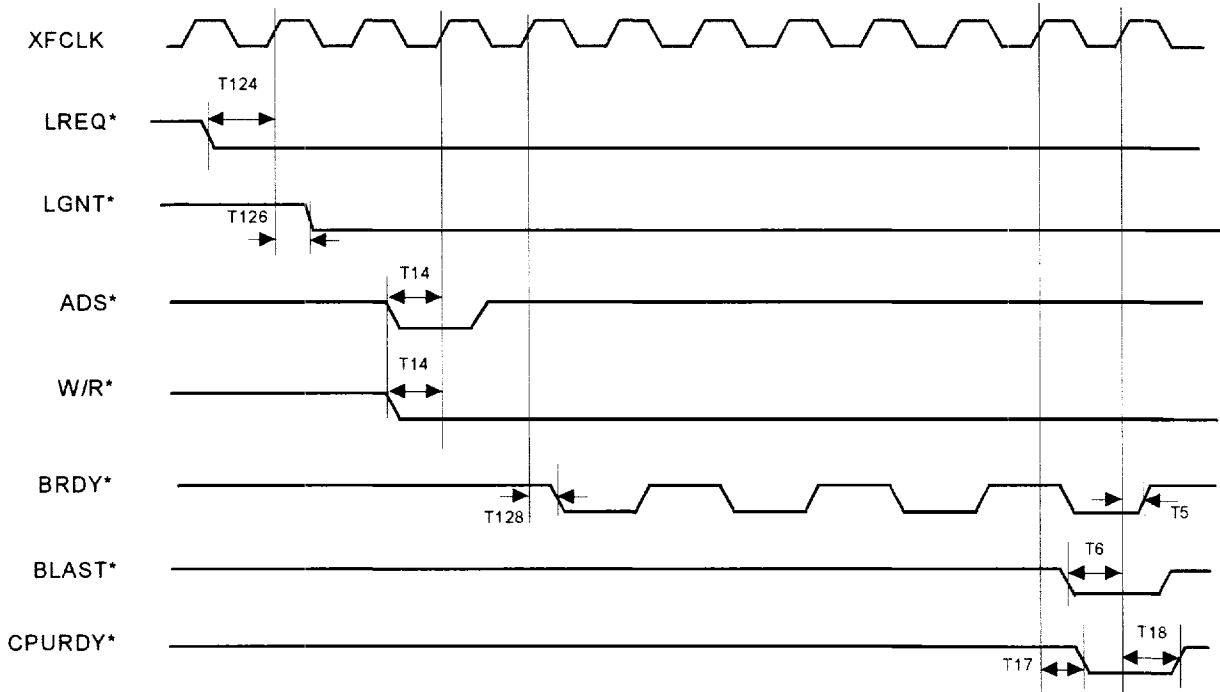 XFCLK
T124
LREQ*
LGNT*
T126
T14
ADS*
T14
W/R*
BRDY*
T128
T5
T6
BLAST*
T18
CPURDY*
T17